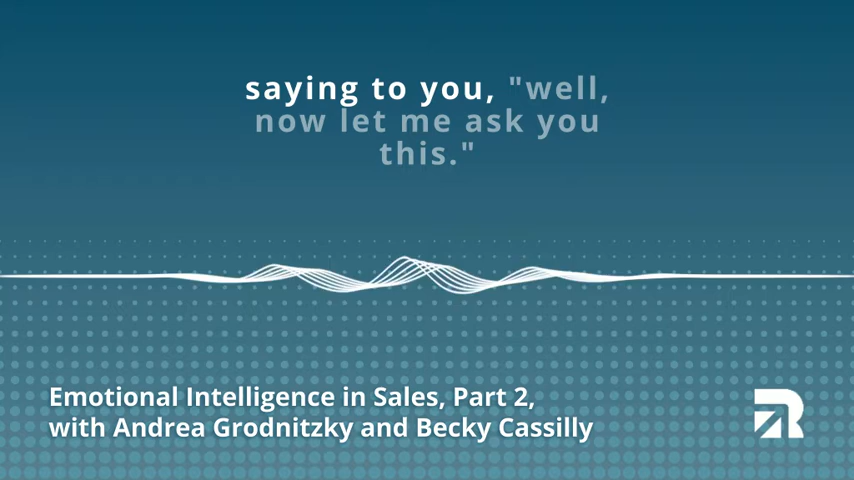 saying to you, "well,
now let me ask you
this."
Emotional Intelligence in Sales, Part 2,
with Andrea Grodnitzky and Becky Cassilly